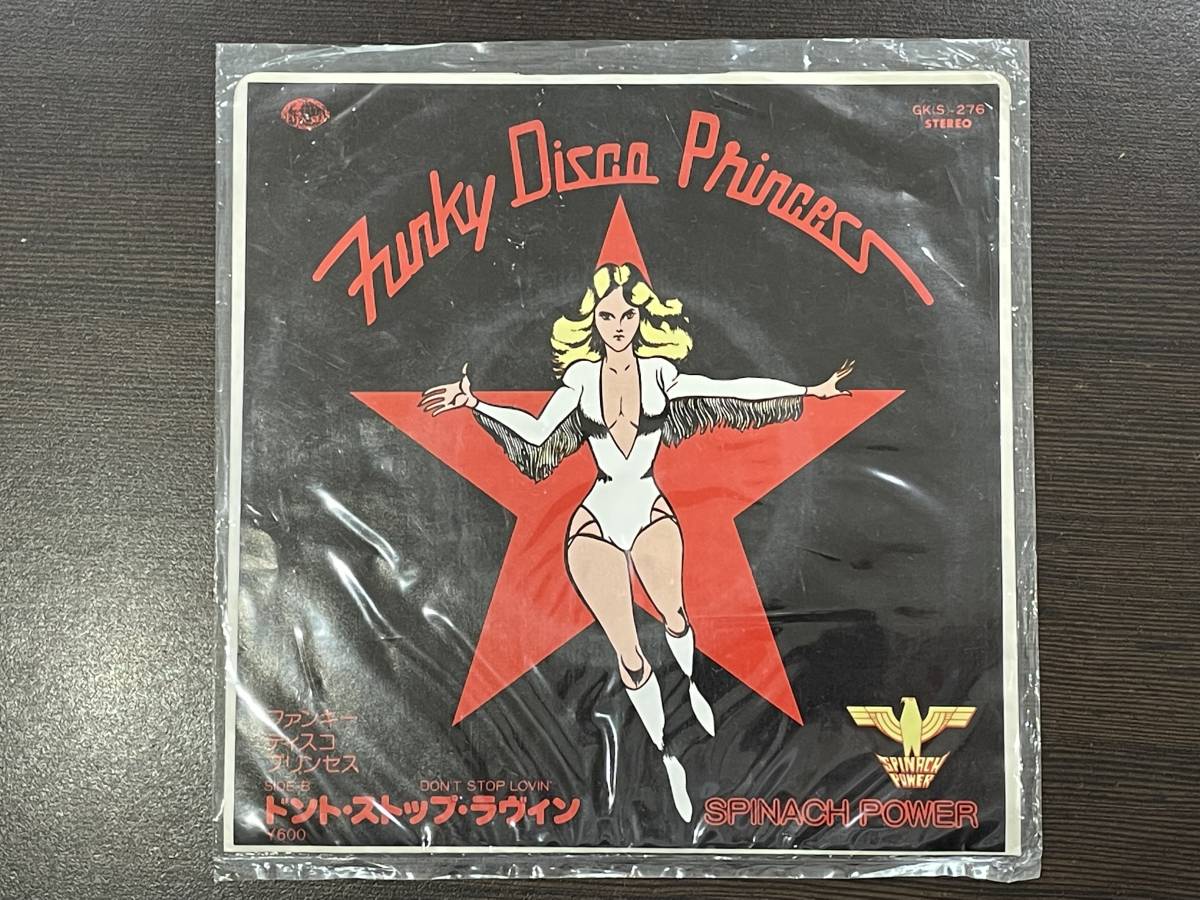 GK(S)-276
STEREO
Funky Disco Princess
ファンキー
ディスコ
プリンセス
SIDE-B DON'T STOP LOVIN'
ドント・ストップ・ラヴィン
¥600
SPINACH
POWER
SPINACH POWER